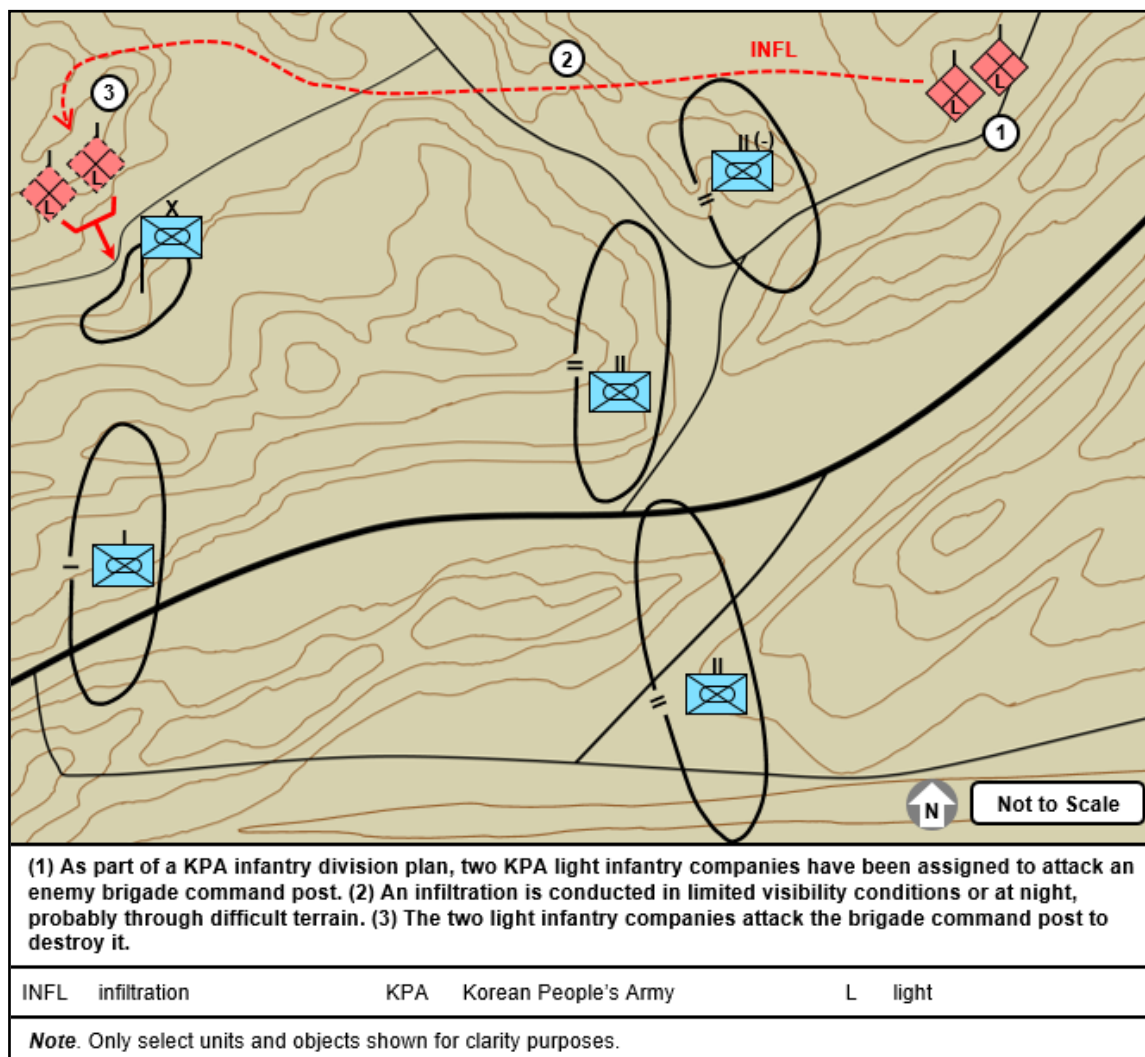 INFL
2
3
1
L
L
L
L
I
I
I
I
II (-)
X
II
I
II
N
Not to Scale
(1) As part of a KPA infantry division plan, two KPA light infantry companies have been assigned to attack an
enemy brigade command post. (2) An infiltration is conducted in limited visibility conditions or at night,
probably through difficult terrain. (3) The two light infantry companies attack the brigade command post to
destroy it.
INFL infiltration KPA Korean People's Army L light
Note. Only select units and objects shown for clarity purposes.